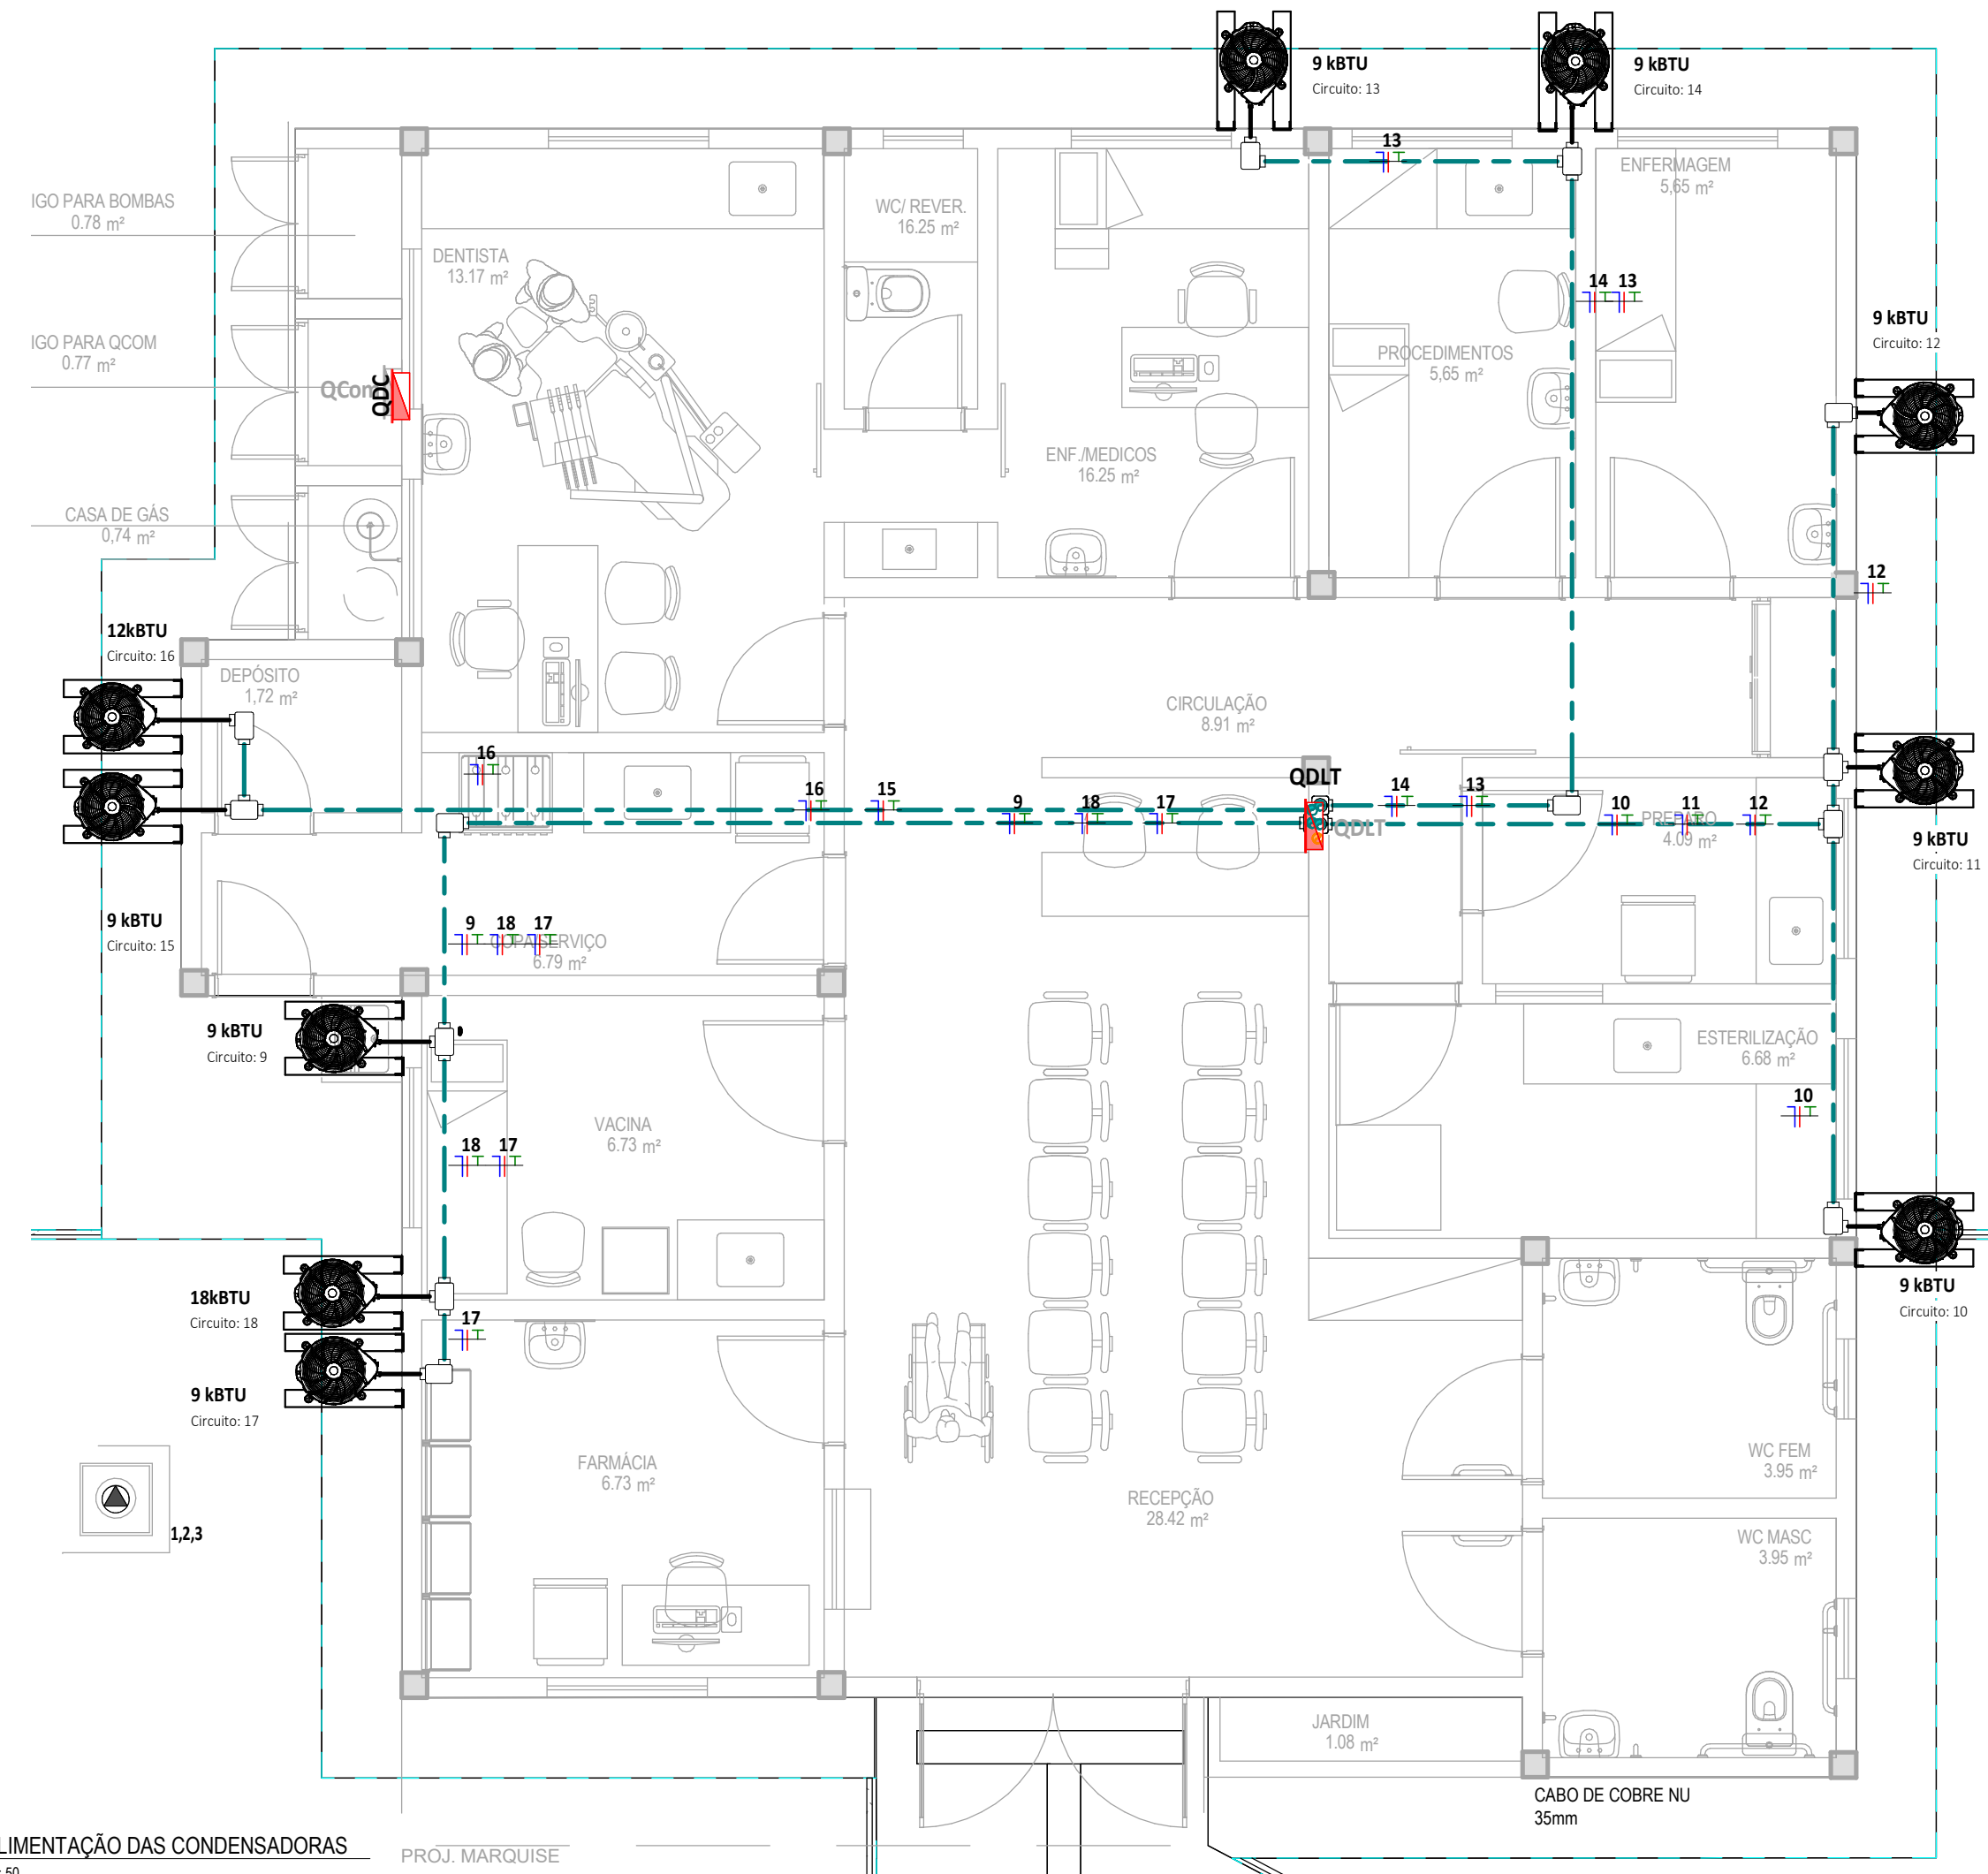 9 kBTU
Circuito: 13
9 kBTU
Circuito: 14
13
ENFERMAGEM
5,65 m²
IGO PARA BOMBAS
0.78 m²
WC/ REVER.
16.25 m²
DENTISTA
13.17 m²
14 13
9 kBTU
Circuito: 12
IGO PARA QCOM
0.77 m²
PROCEDIMENTOS
5,65 m²
QCom
QDC
ENF./MEDICOS
16.25 m²
CASA DE GÁS
0,74 m²
12
12kBTU
Circuito: 16
DEPÓSITO
1,72 m²
CIRCULAÇÃO
8.91 m²
16
QDLT
16 15
9 18 17
14 13
10 11 12
QDLT
PREPARO
4.09 m²
9 kBTU
Circuito: 11
9 kBTU
Circuito: 15
9 18 17
COPA/SERVIÇO
6.79 m²
9 kBTU
Circuito: 9
ESTERILIZAÇÃO
6.68 m²
10
VACINA
6.73 m²
18 17
18kBTU
Circuito: 18
9 kBTU
Circuito: 10
17
9 kBTU
Circuito: 17
FARMÁCIA
6.73 m²
WC FEM
3.95 m²
RECEPÇÃO
28.42 m²
1,2,3
WC MASC
3.95 m²
JARDIM
1.08 m²
CABO DE COBRE NU
35mm
LIMENTAÇÃO DAS CONDENSADORAS
PROJ. MARQUISE